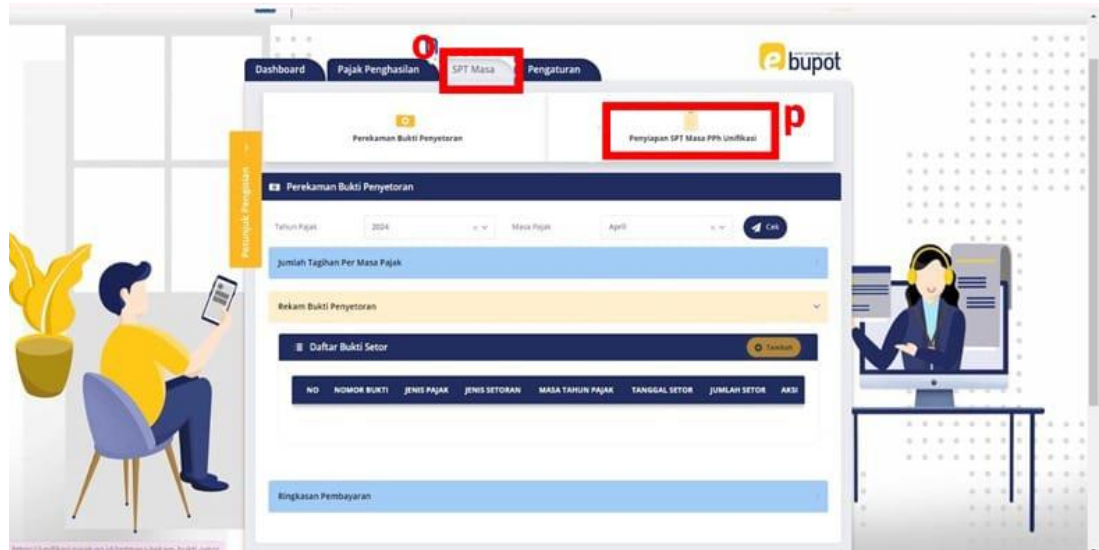 o
Dashboard Pajak Penghasilan SPT Masa Pengaturan
e bupot
p
Perekaman Bukti Penyetoran Penyiapan SPT Masa PPh Unifikasi
Petunjuk Pengisian
Perekaman Bukti Penyetoran
Tahun Pajak 2024 Masa Pajak April Cek
Jumlah Tagihan Per Masa Pajak
Rekam Bukti Penyetoran
Daftar Bukti Setor Tambah
NO NOMOR BUKTI JENIS PAJAK JENIS SETORAN MASA TAHUN PAJAK TANGGAL SETOR JUMLAH SETOR AKSI
Ringkasan Pembayaran